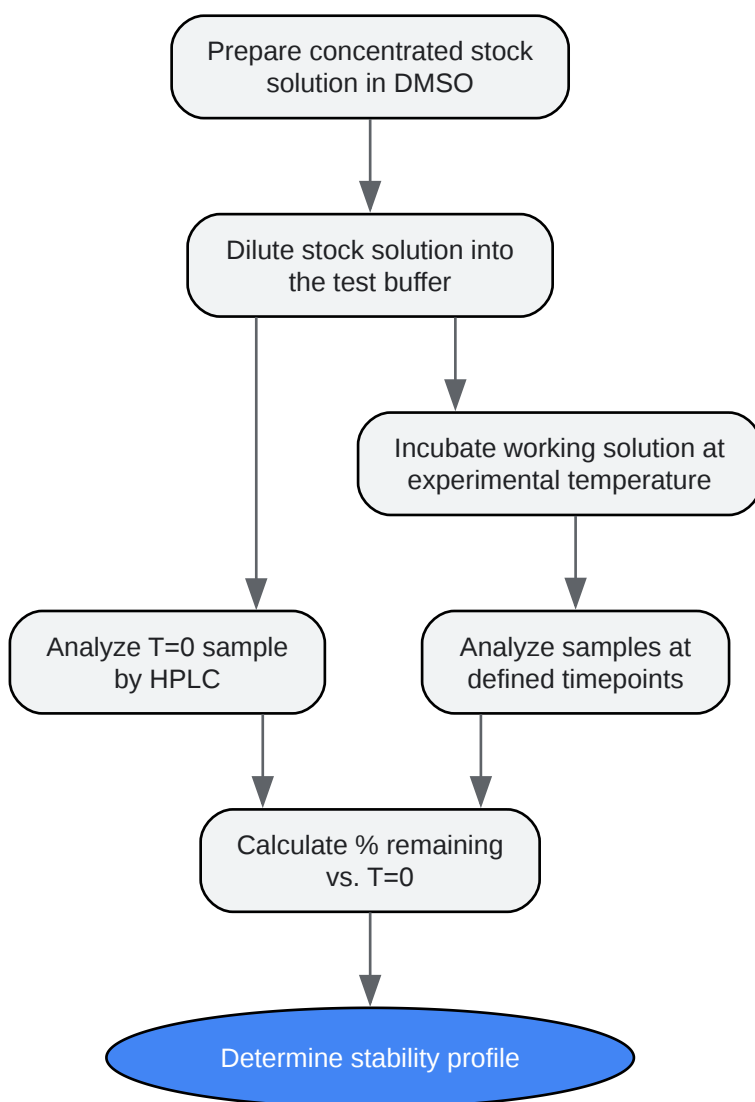 Prepare concentrated stock
solution in DMSO
Dilute stock solution into
the test buffer
Incubate working solution at
experimental temperature
Analyze T=0 sample
by HPLC
Analyze samples at
defined timepoints
Calculate % remaining
vs. T=0
Determine stability profile